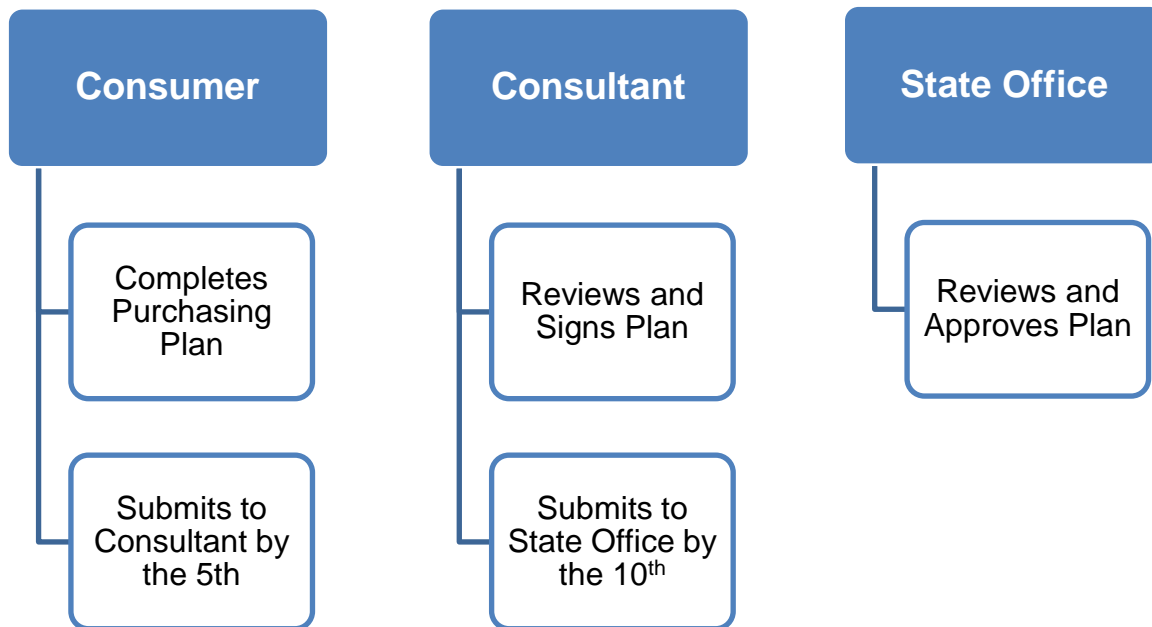 Consumer
Completes
Purchasing
Plan
Submits to
Consultant by
the 5th
Consultant
Reviews and
Signs Plan
Submits to
State Office by
the 10th
State Office
Reviews and
Approves Plan